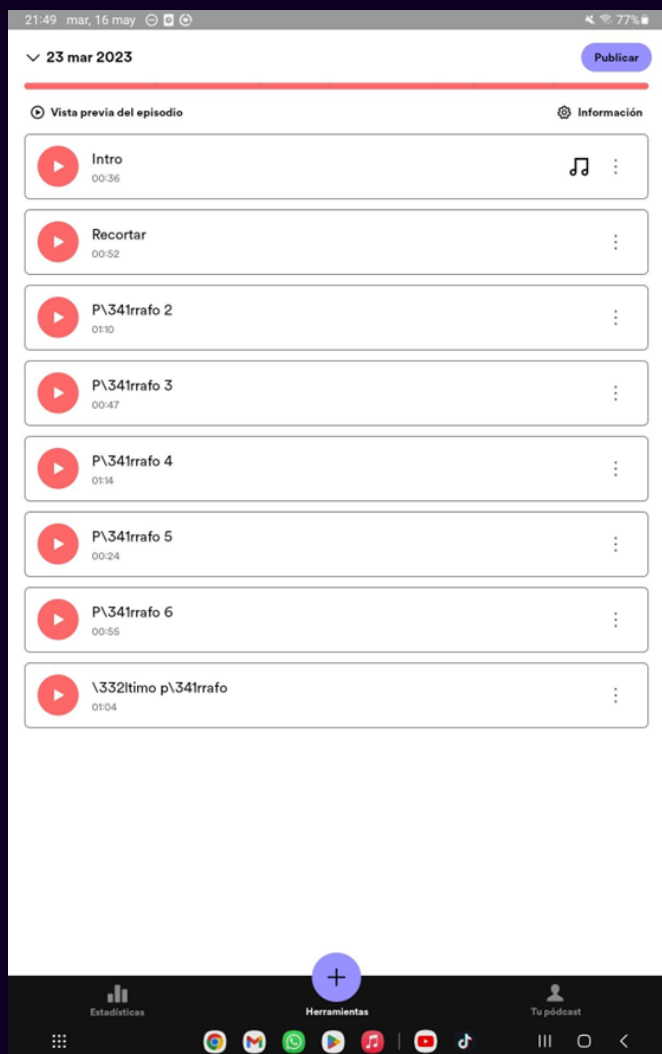 21:49 mar, 16 may
77%
23 mar 2023
Publicar
Vista previa del episodio
Información
Intro
00:36
Recortar
00:52
P\341rrafo 2
01:10
P\341rrafo 3
00:47
P\341rrafo 4
01:14
P\341rrafo 5
00:24
P\341rrafo 6
00:55
\332ltimo p\341rrafo
01:04
Estadísticas
Herramientas
Tu pódcast